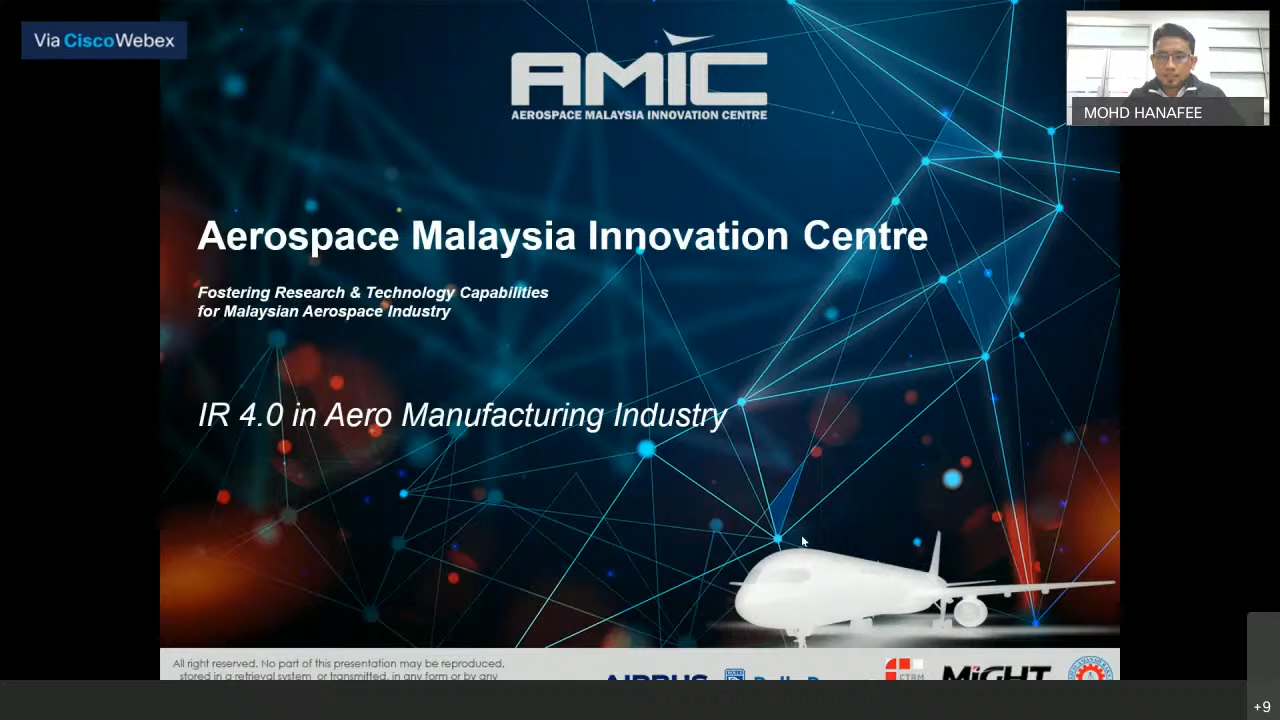 Via CiscoWebex
AMIC
AEROSPACE MALAYSIA INNOVATION CENTRE
MOHD HANAFEE
Aerospace Malaysia Innovation Centre
Fostering Research & Technology Capabilities
for Malaysian Aerospace Industry
IR 4.0 in Aero Manufacturing Industry
All right reserved. No part of this presentation may be reproduced,
stored in a retrieval system, or transmitted, in any form or by any
AIRBUS
CTRM
MiGHT
+9